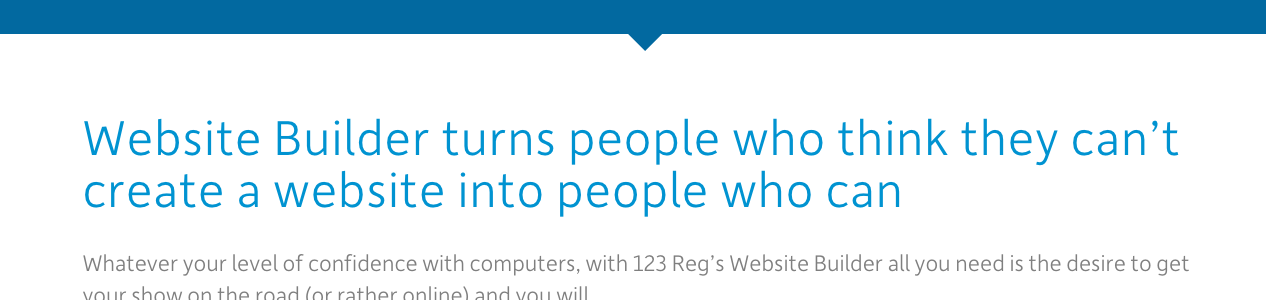 Website Builder turns people who think they can’t
create a website into people who can
Whatever your level of confidence with computers, with 123 Reg’s Website Builder all you need is the desire to get
your show on the road (or rather online) and you will